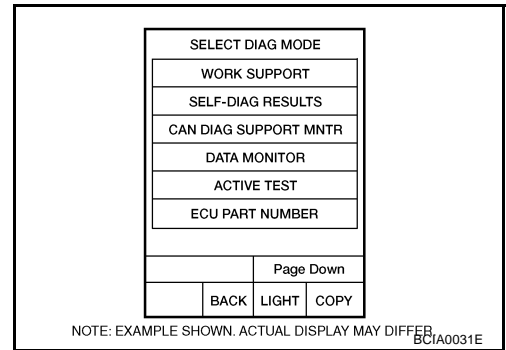 SELECT DIAG MODE
WORK SUPPORT
SELF-DIAG RESULTS
CAN DIAG SUPPORT MNTR
DATA MONITOR
ACTIVE TEST
ECU PART NUMBER
Page Down
BACK LIGHT COPY
NOTE: EXAMPLE SHOWN. ACTUAL DISPLAY MAY DIFFER.
BCIA0031E